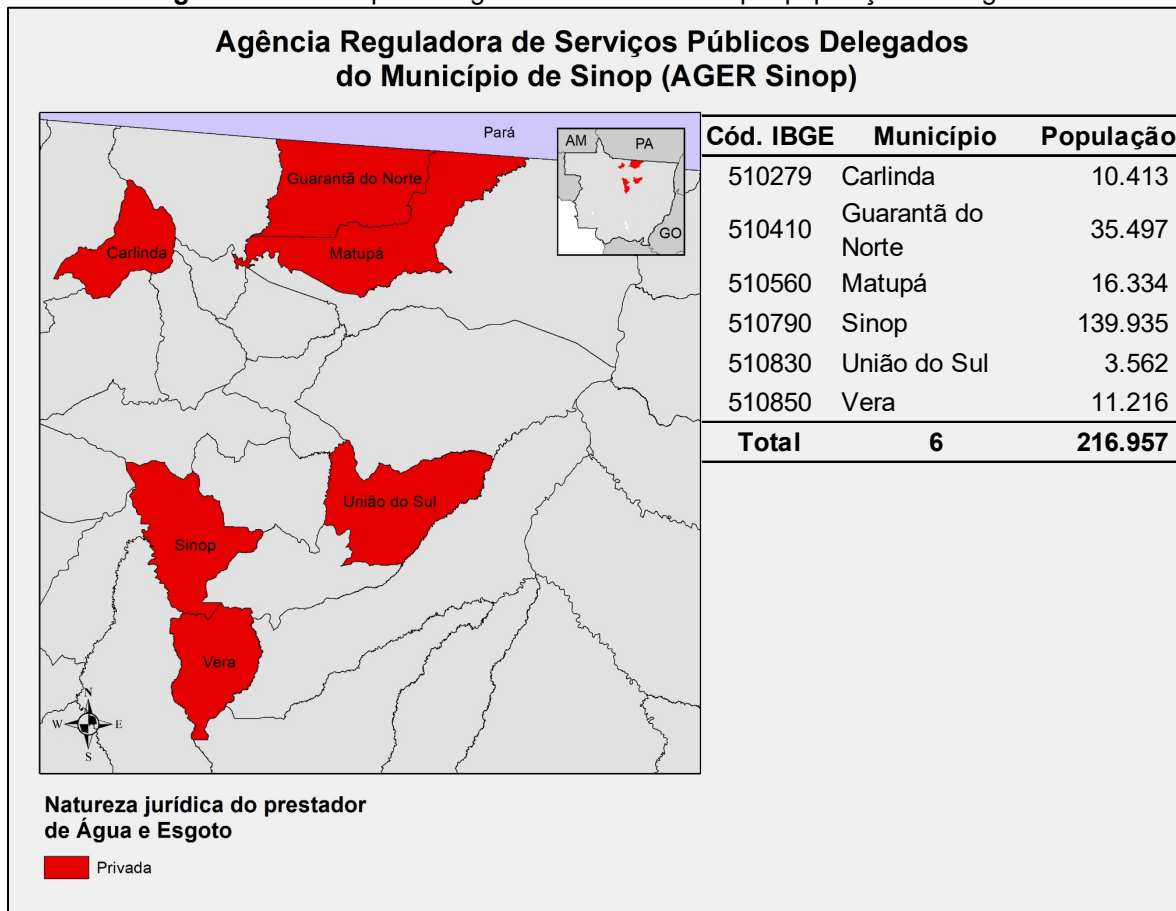 Agência Reguladora de Serviços Públicos Delegados
do Município de Sinop (AGER Sinop)
Pará
AM
PA
GO
Guarantã do Norte
Carlinda
Matupá
União do Sul
Sinop
Vera
N
W
E
S
Cód. IBGE Município População
510279 Carlinda 10.413
510410 Guarantã do
Norte 35.497
510560 Matupá 16.334
510790 Sinop 139.935
510830 União do Sul 3.562
510850 Vera 11.216
Total 6 216.957
Natureza jurídica do prestador
de Água e Esgoto
Privada